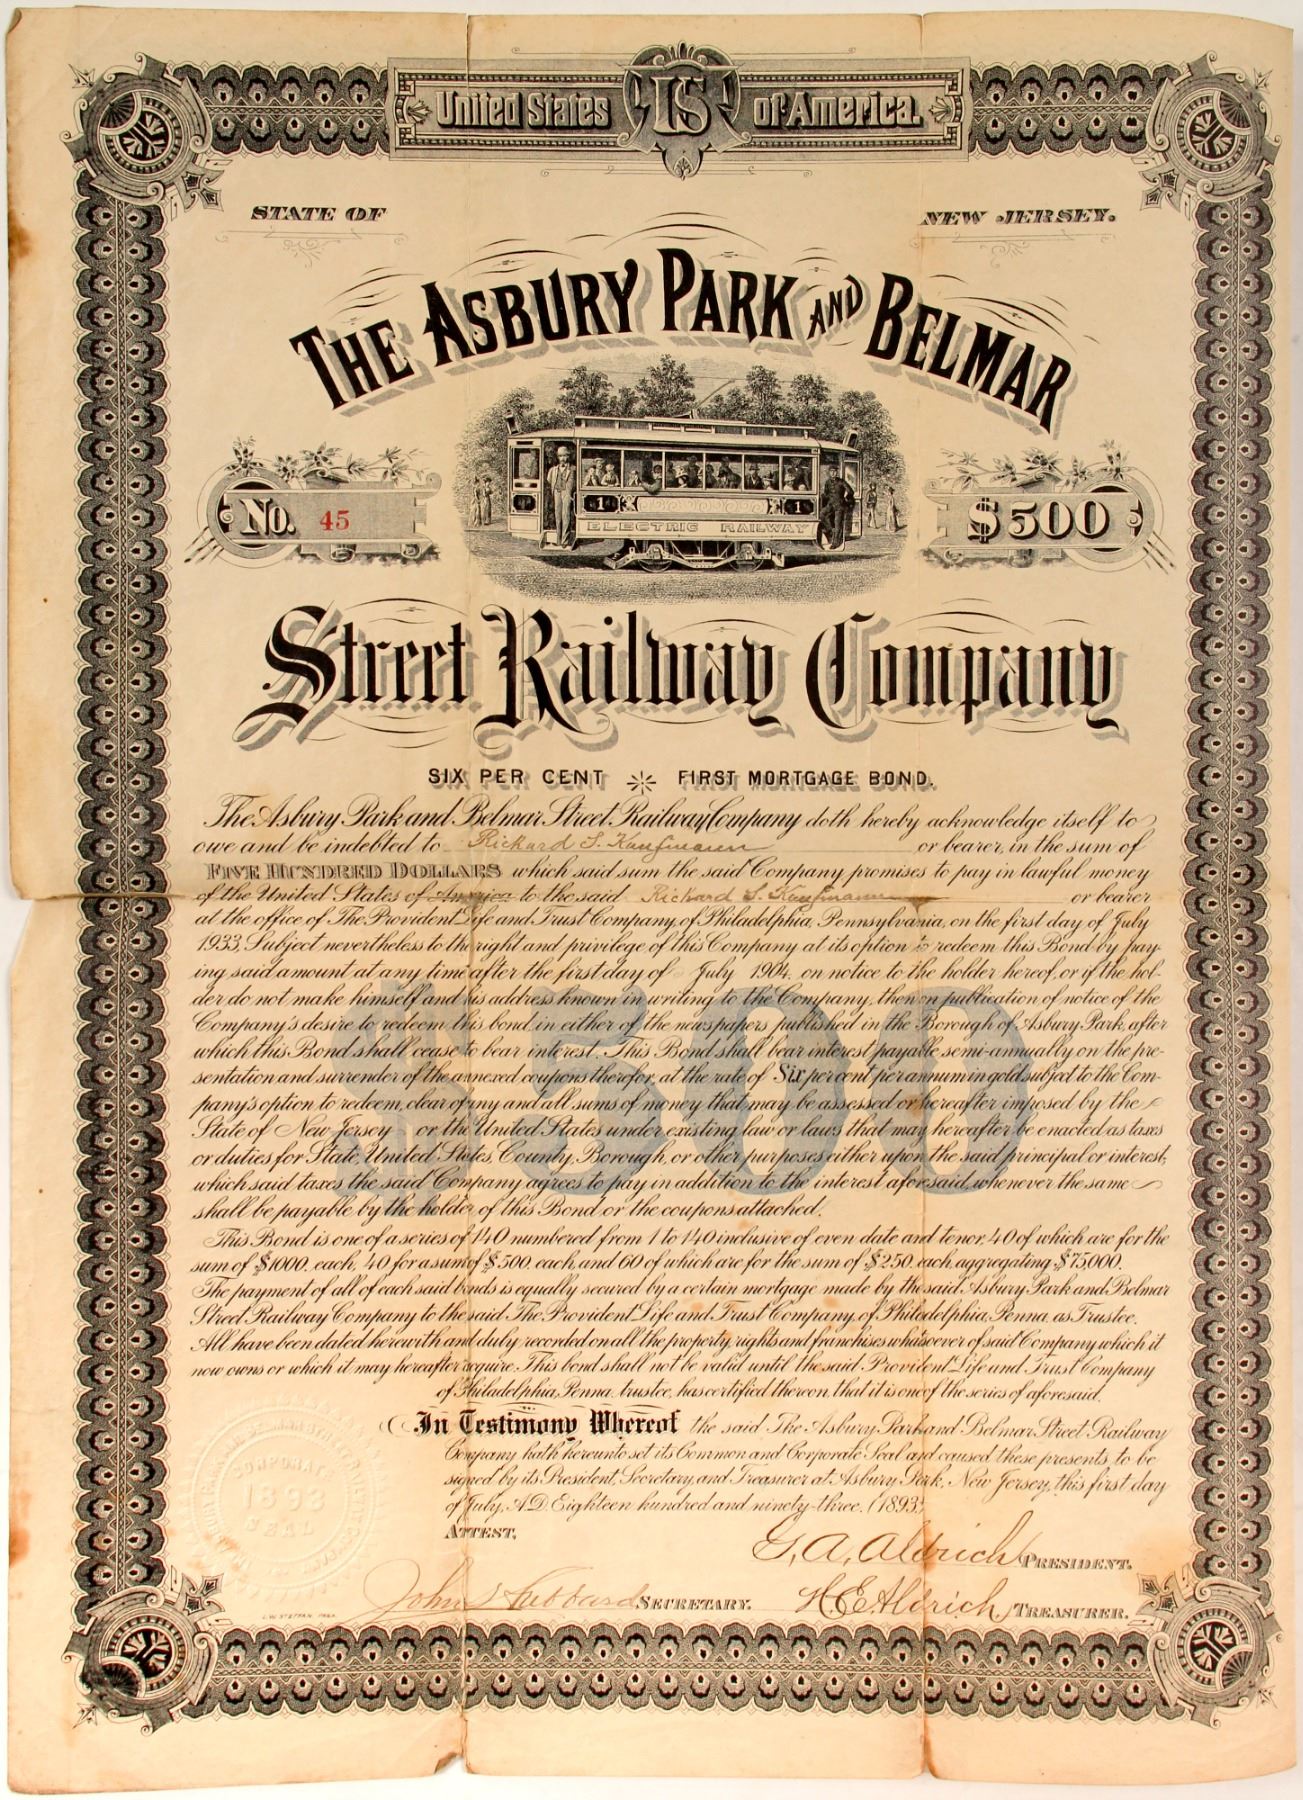 United States US of America.
STATE OF NEW JERSEY.
THE ASBURY PARK AND BELMAR
No. 45
1 1
ELECTRIC RAILWAY
$500
Street Railway Company
SIX PER CENT FIRST MORTGAGE BOND.
The Asbury Park and Belmar Street Railway Company doth hereby acknowledge itself to
owe and be indebted to Rickard S. Kaufmann or bearer, in the sum of
FIVE HUNDRED DOLLARS which said sum the said Company promises to pay in lawful money
of the United States of America to the said Rickard S. Kaufmann or bearer
at the office of The Provident Life and Trust Company, of Philadelphia, Pennsylvania, on the first day of July
1933, Subject nevertheless to the right and privilege of this Company at its option to redeem this Bond by pay-
ing said amount at any time after the first day of July 1904, on notice to the holder hereof, or if the hol-
der do not make himself and his address known in writing to the Company, then on publication of notice of the
Company's desire to redeem this bond, in either of the newspapers published in the Borough of Asbury Park, after
which this Bond shall cease to bear interest. This Bond shall bear interest payable semi-annually on the pre-
sentation and surrender of the annexed coupons therefor, at the rate of Six per cent per annum in gold, subject to the Com-
pany's option to redeem, clear of any and all sums of money that may be assessed or hereafter imposed by the
State of New Jersey or the United States under existing law or laws that may hereafter be enacted as taxes
or duties for State, United States, County, Borough, or other purposes either upon the said principal or interest,
which said taxes the said Company agrees to pay in addition to the interest aforesaid, whenever the same
shall be payable by the holder of this Bond or the coupons attached.
This Bond is one of a series of 140 numbered from 1 to 140 inclusive of even date and tenor, 40 of which are for the
sum of $1000. each, 40 for a sum of $500. each, and 60 of which are for the sum of $250. each, aggregating $75,000.
The payment of all of each said bonds is equally secured by a certain mortgage made by the said Asbury Park and Belmar
Street Railway Company to the said The Provident Life and Trust Company, of Philadelphia, Penna. as Trustee.
All have been dated herewith and duly recorded on all the property, rights and franchises whatsoever of said Company which it
now owns or which it may hereafter acquire. This bond shall not be valid until the said Provident Life and Trust Company
of Philadelphia, Penna. trustee, has certified thereon, that it is one of the series of aforesaid.
In Testimony Whereof the said The Asbury Park and Belmar Street Railway
Company hath hereunto set its Common and Corporate Seal and caused these presents to be
signed by its President, Secretary, and Treasurer at Asbury Park, New Jersey, this first day
of July, A.D. Eighteen hundred and ninety-three. (1893)
ATTEST,
G. A. Aldrich PRESIDENT.
John S Hubbard SECRETARY. H. E. Aldrich TREASURER.
CORPORATE
1893
SEAL
L.W. STETTAN, PRES.
$500